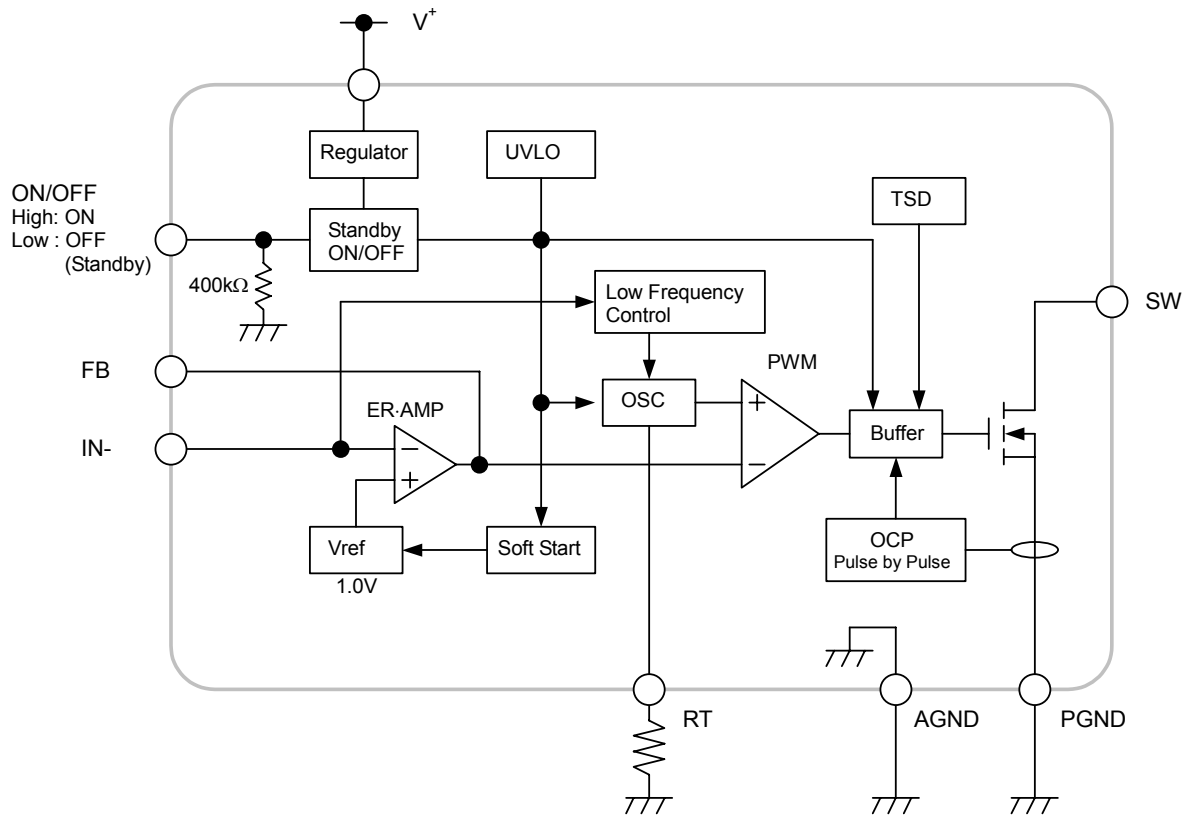 V+
Regulator
UVLO
ON/OFF
High: ON
Low : OFF
(Standby)
Standby
ON/OFF
TSD
400kΩ
Low Frequency
Control
SW
FB
PWM
ER·AMP
OSC
+
Buffer
IN-
−
−
+
Vref
Soft Start
OCP
Pulse by Pulse
1.0V
RT
AGND
PGND